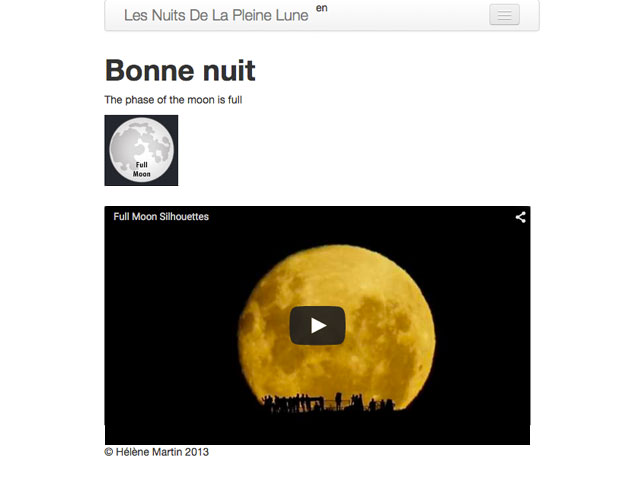 Les Nuits De La Pleine Lune en
Bonne nuit
The phase of the moon is full
Full
Moon
Full Moon Silhouettes
© Hélène Martin 2013